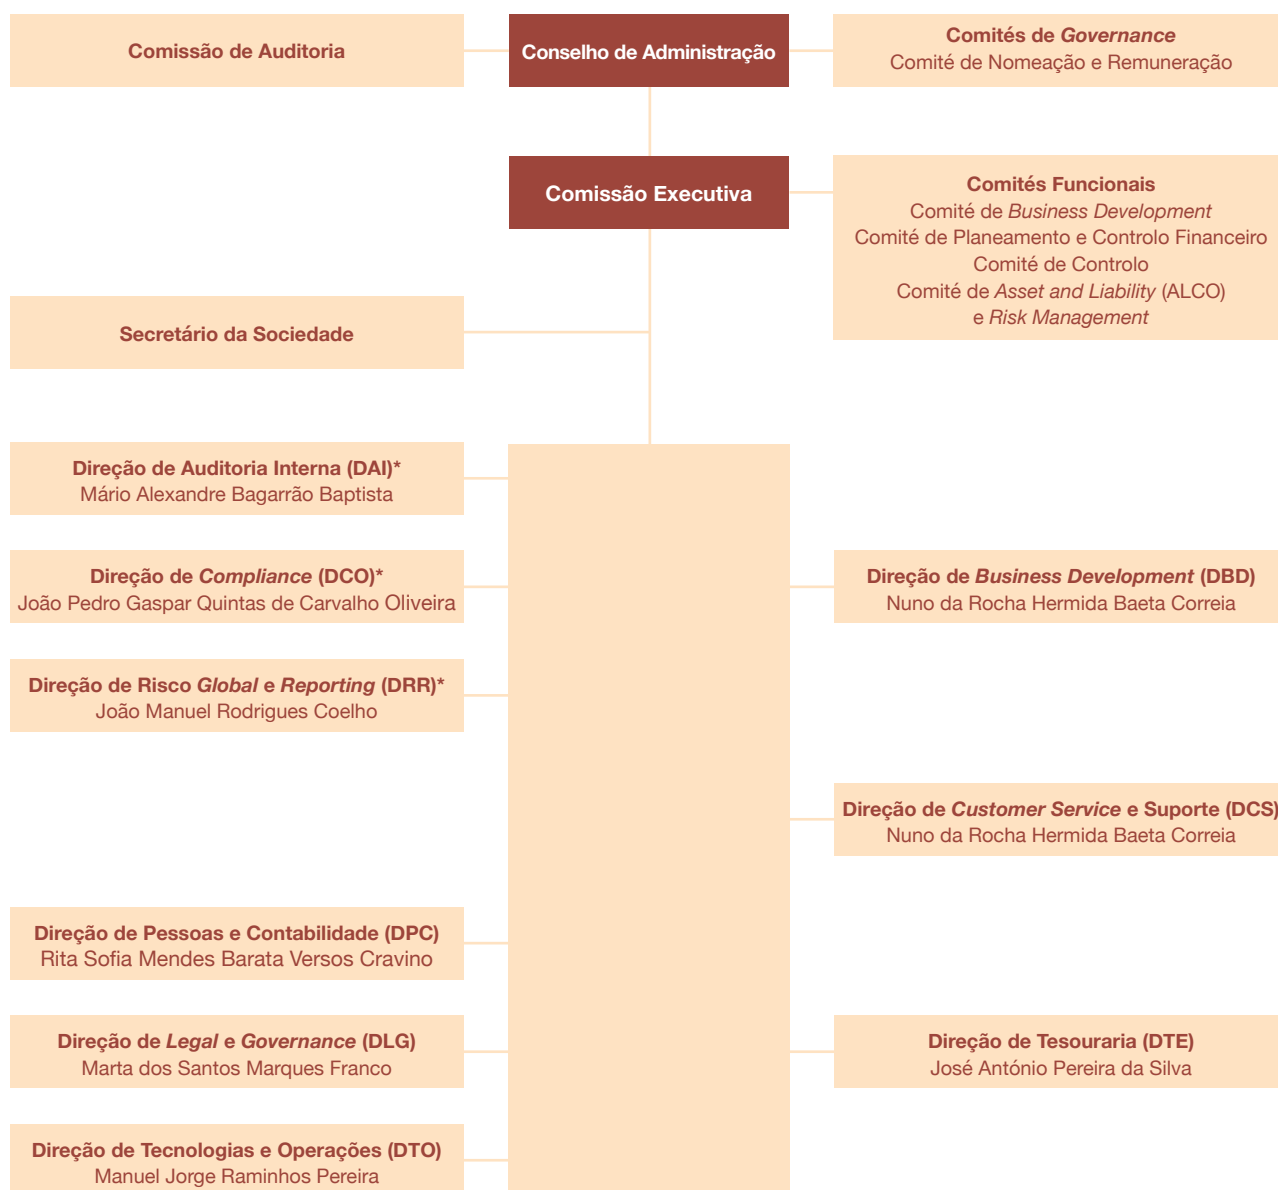 Comissão de Auditoria
Conselho de Administração
Comités de Governance
Comité de Nomeação e Remuneração
Comissão Executiva
Comités Funcionais
Comité de Business Development
Comité de Planeamento e Controlo Financeiro
Comité de Controlo
Comité de Asset and Liability (ALCO)
e Risk Management
Secretário da Sociedade
Direção de Auditoria Interna (DAI)*
Mário Alexandre Bagarrão Baptista
Direção de Compliance (DCO)*
João Pedro Gaspar Quintas de Carvalho Oliveira
Direção de Business Development (DBD)
Nuno da Rocha Hermida Baeta Correia
Direção de Risco Global e Reporting (DRR)*
João Manuel Rodrigues Coelho
Direção de Customer Service e Suporte (DCS)
Nuno da Rocha Hermida Baeta Correia
Direção de Pessoas e Contabilidade (DPC)
Rita Sofia Mendes Barata Versos Cravino
Direção de Legal e Governance (DLG)
Marta dos Santos Marques Franco
Direção de Tesouraria (DTE)
José António Pereira da Silva
Direção de Tecnologias e Operações (DTO)
Manuel Jorge Raminhos Pereira